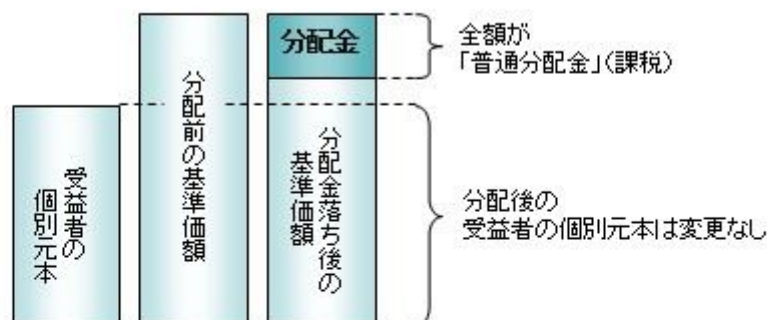 受益者の
個別元本
分配前の基準価額
分配金
分配金落ち後の
基準価額
全額が
「普通分配金」(課税)
分配後の
受益者の個別元本は変更なし